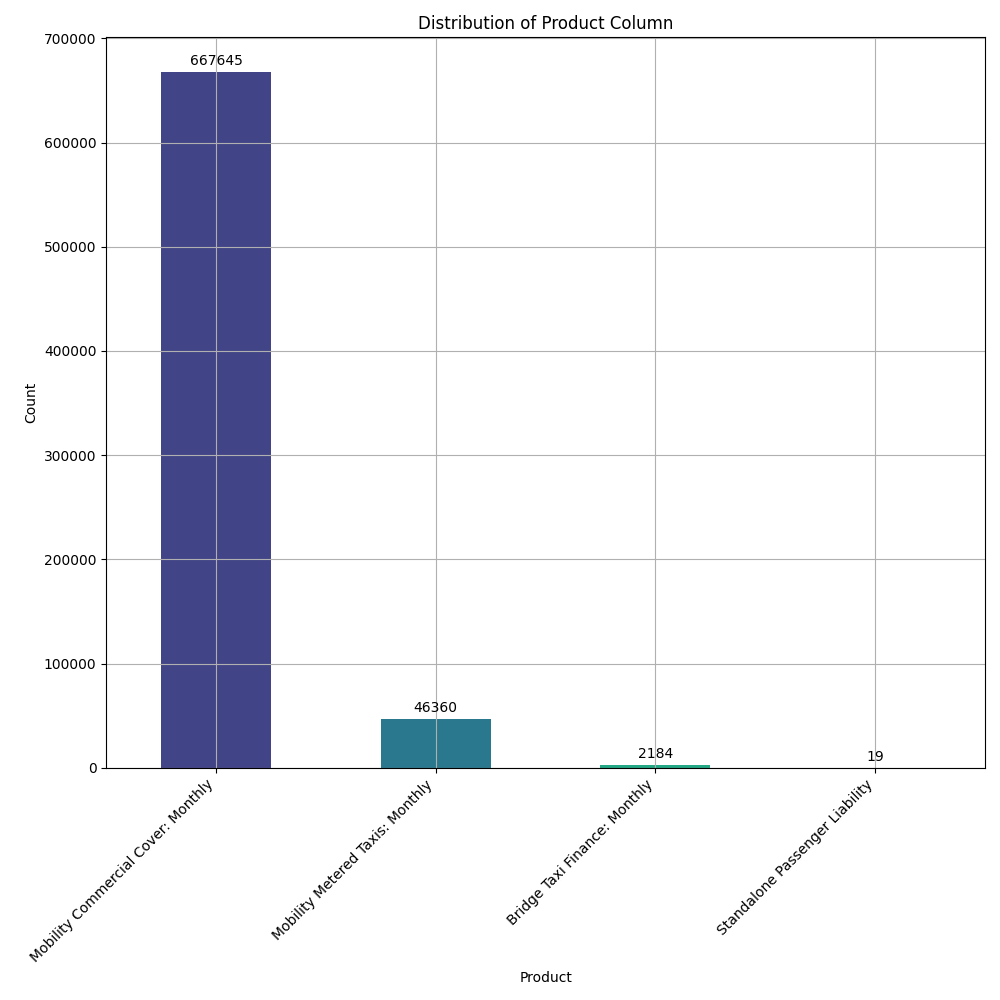 Distribution of Product Column
700000
600000
500000
400000
300000
200000
100000
0
Count
667645
46360
2184
19
Mobility Commercial Cover: Monthly
Mobility Metered Taxis: Monthly
Bridge Taxi Finance: Monthly
Standalone Passenger Liability
Product